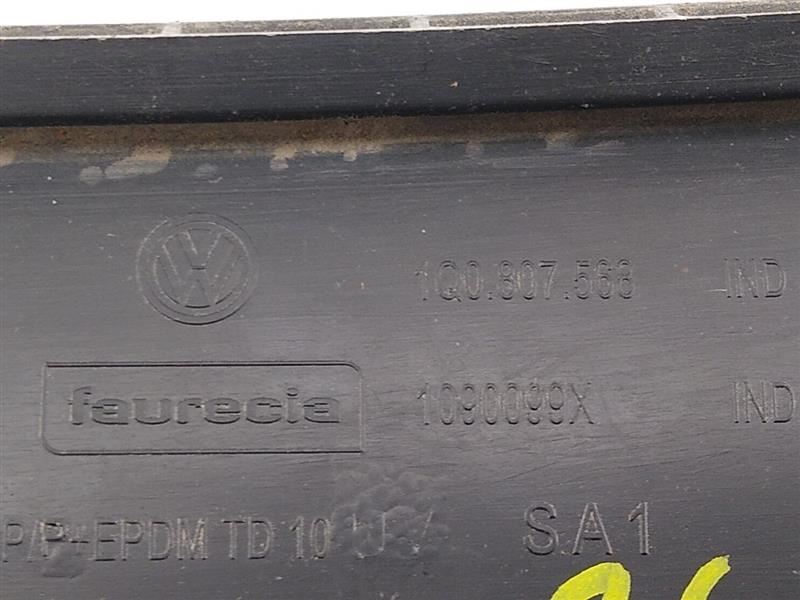 1Q0.807.568 IND
faurecia 1090099X IND
P/P+EPDM TD 10
SA1